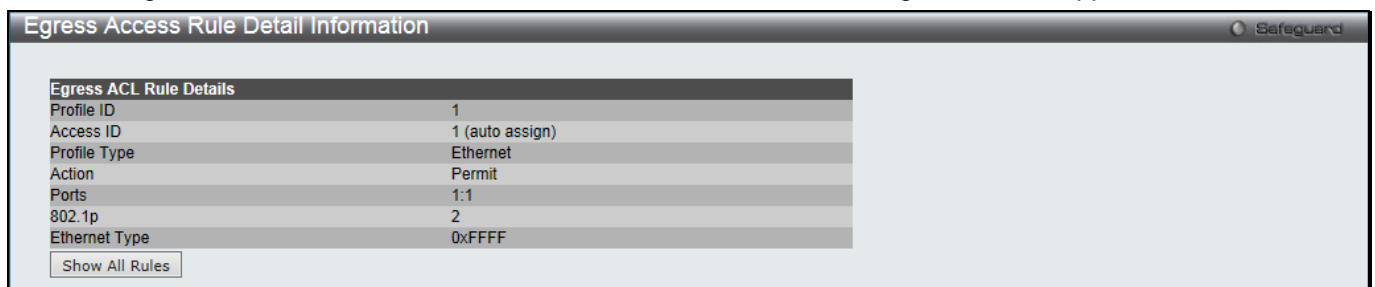 Egress Access Rule Detail Information
Safeguard
Egress ACL Rule Details
Profile ID 1
Access ID 1 (auto assign)
Profile Type Ethernet
Action Permit
Ports 1:1
802.1p 2
Ethernet Type 0xFFFF
Show All Rules